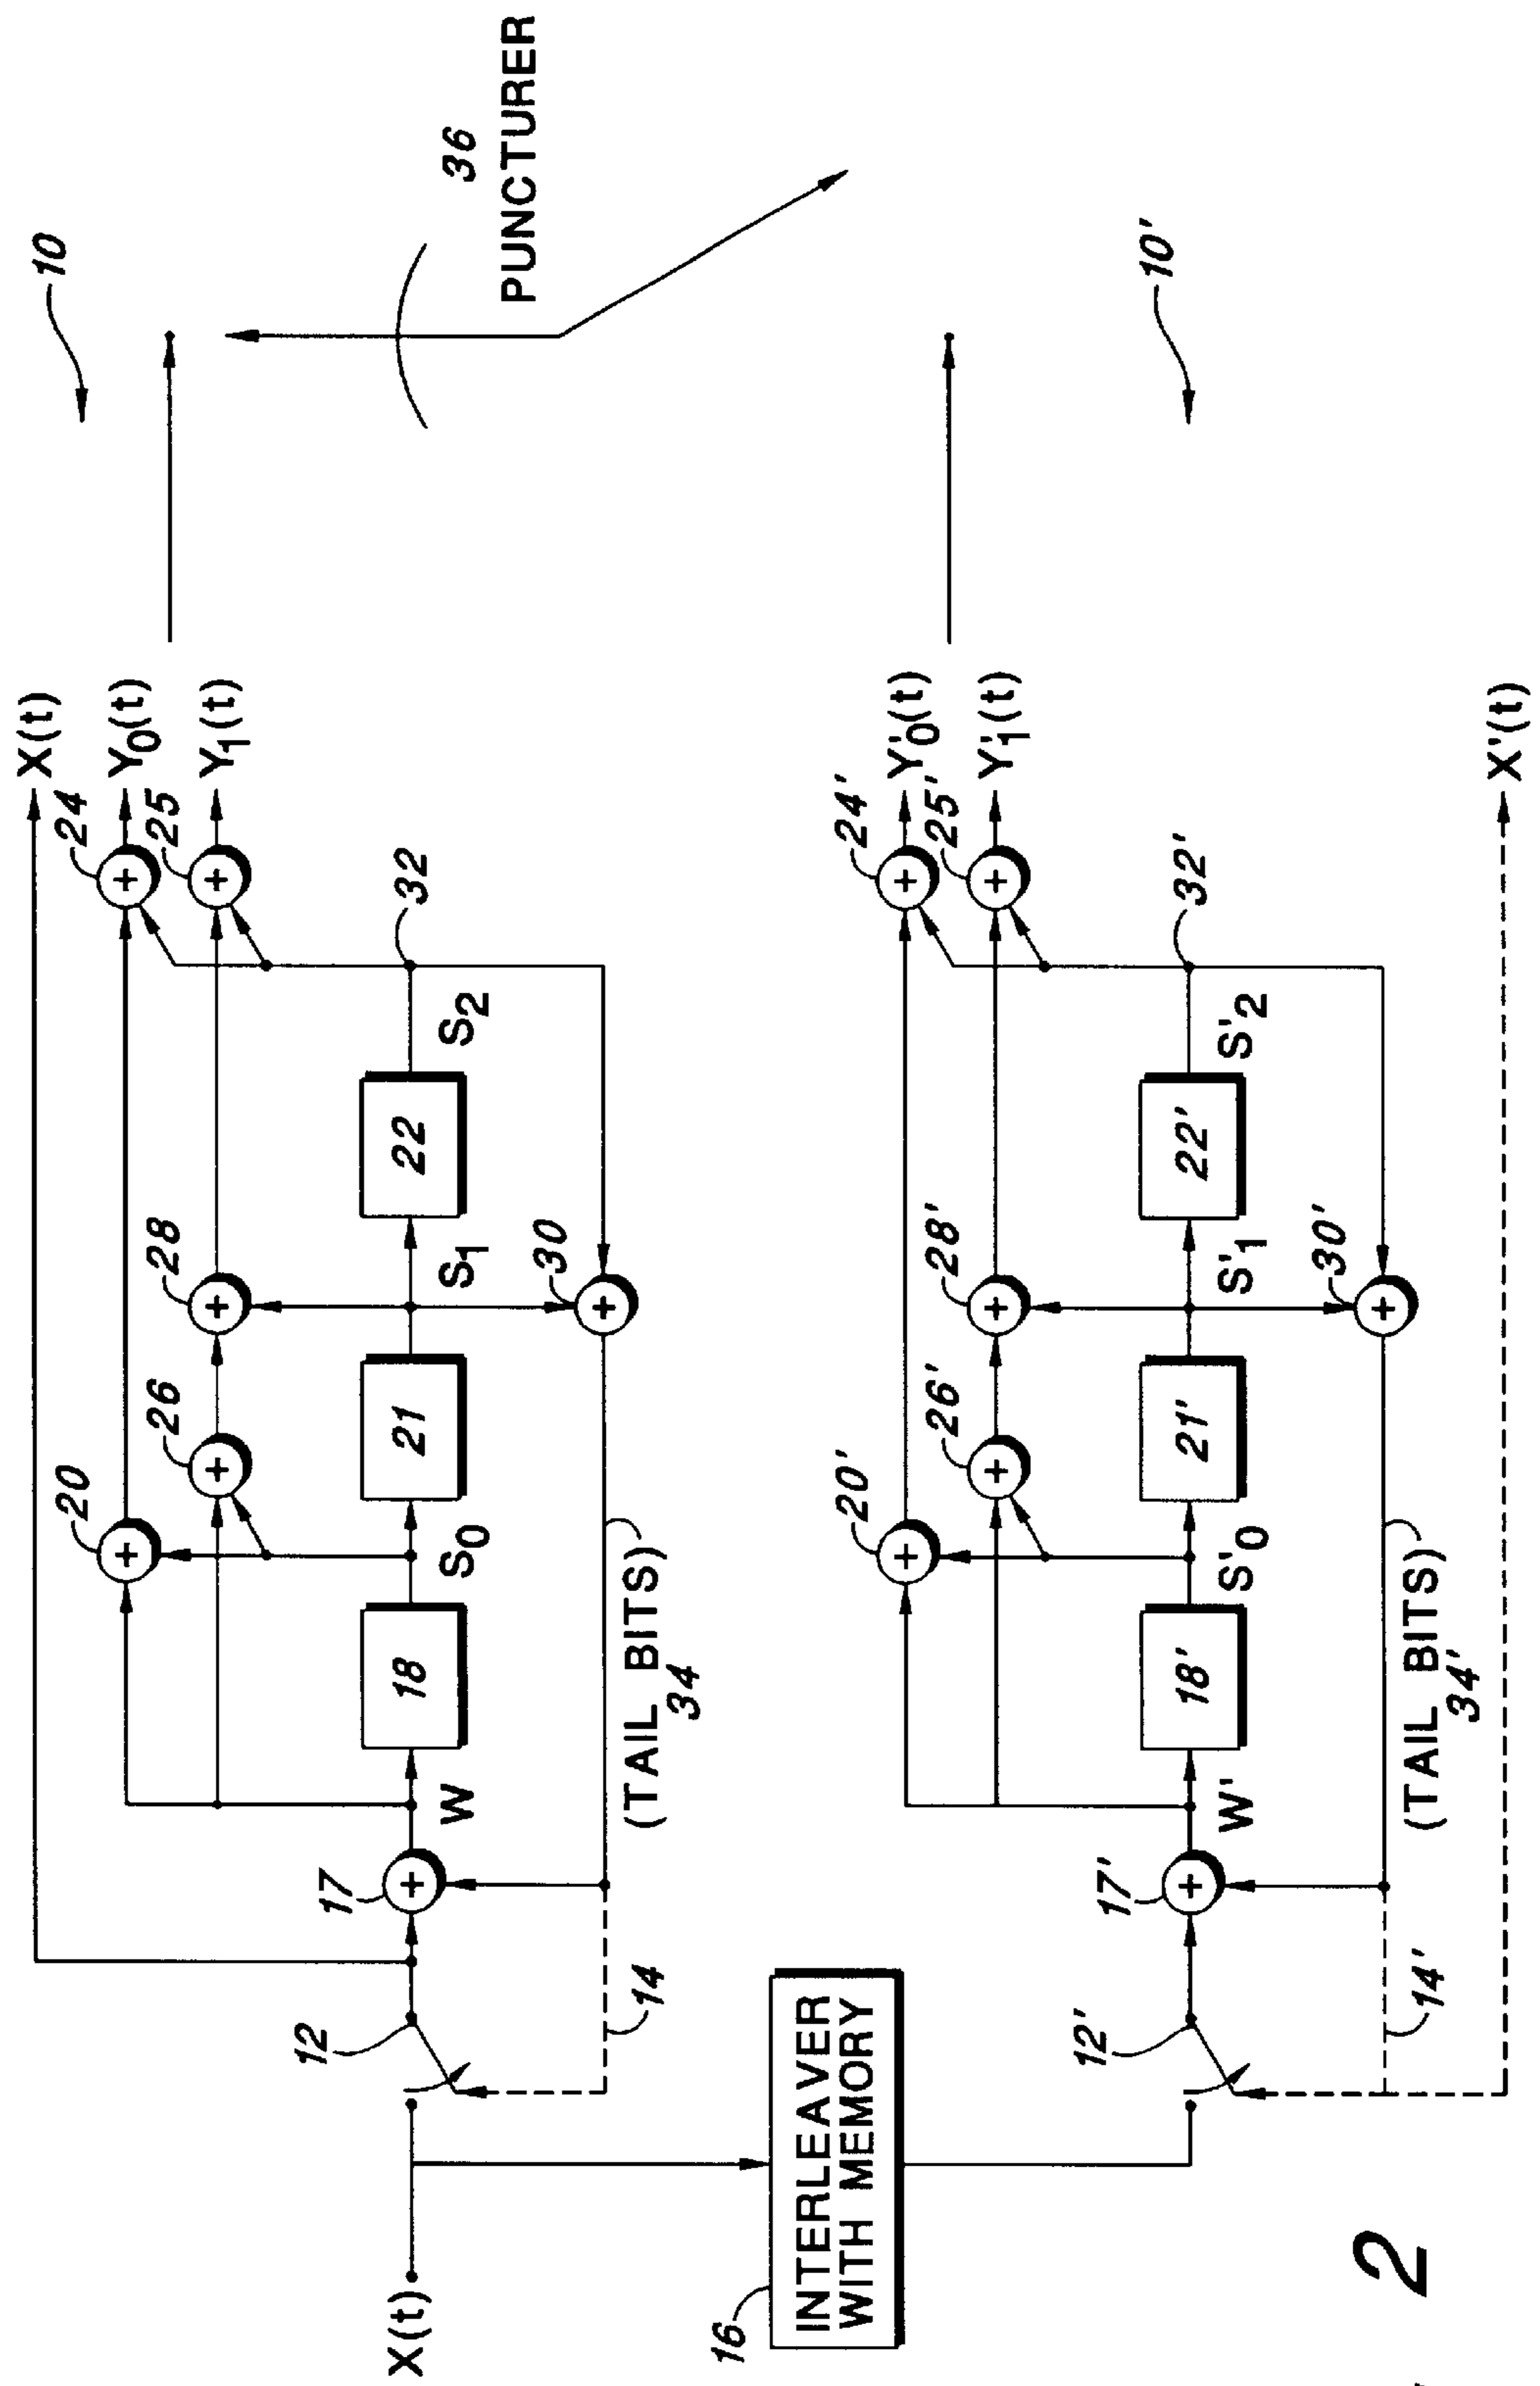 10
X(t)
24
Y₀(t)
25
Y₁(t)
20
26
28
32
36
PUNCTURER
12
17
W
18
S₀
21
S₁
22
S₂
30
X(t)
14
(TAIL BITS)
34
16
INTERLEAVER
WITH MEMORY
24'
Y'₀(t)
25'
Y'₁(t)
20'
26'
28'
32'
10'
12'
17'
W'
18'
S'₀
21'
S'₁
22'
S'₂
30'
14'
(TAIL BITS)
34'
X'(t)
2